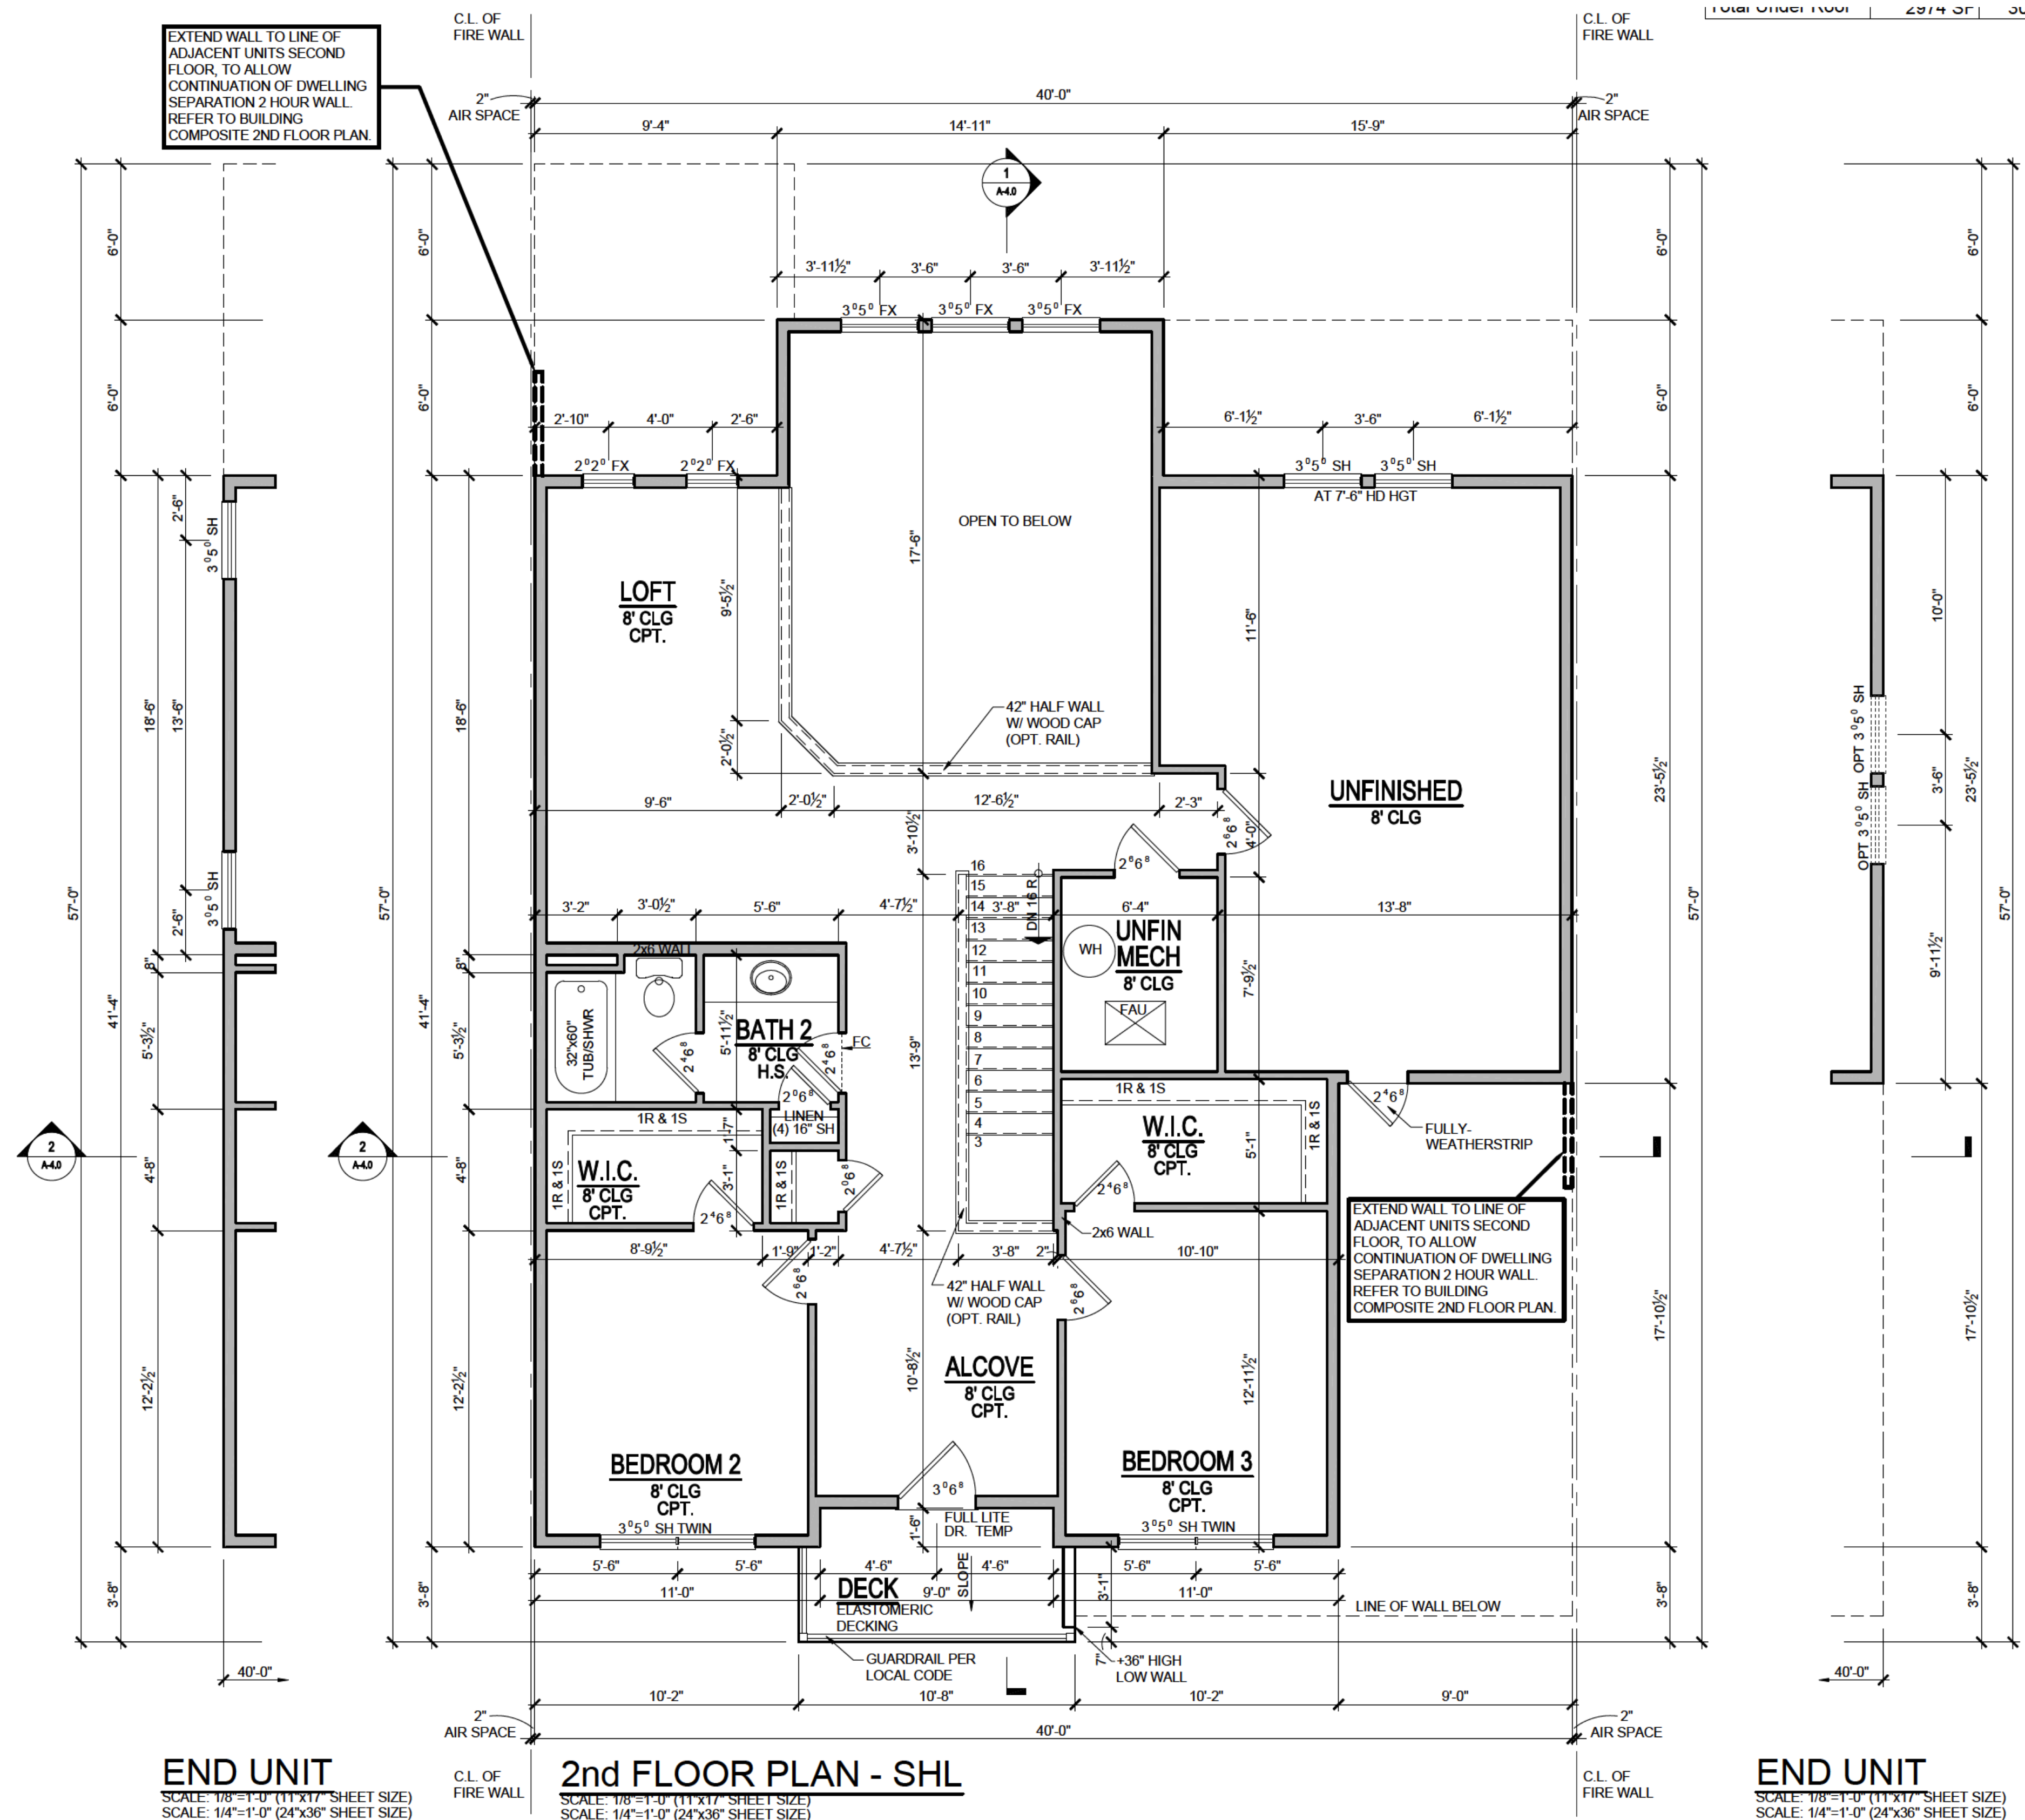 C.L. OF
FIRE WALL
C.L. OF
FIRE WALL
Total Under Roof 2974 SF
EXTEND WALL TO LINE OF
ADJACENT UNITS SECOND
FLOOR, TO ALLOW
CONTINUATION OF DWELLING
SEPARATION 2 HOUR WALL.
REFER TO BUILDING
COMPOSITE 2ND FLOOR PLAN.
2"
AIR SPACE
40'-0"
2"
AIR SPACE
9'-4" 14'-11" 15'-9"
1
A-4.0
6'-0" 6'-0" 6'-0" 6'-0"
3'-11½" 3'-6" 3'-6" 3'-11½"
3⁰5⁰ FX 3⁰5⁰ FX 3⁰5⁰ FX
6'-0" 6'-0" 6'-0" 6'-0"
2'-10" 4'-0" 2'-6"
6'-1½" 3'-6" 6'-1½"
2⁰2⁰ FX 2⁰2⁰ FX
3⁰5⁰ SH 3⁰5⁰ SH
AT 7'-6" HD HGT
2'-6"
3⁰5⁰ SH
OPEN TO BELOW
17'-6"
LOFT
8' CLG
CPT.
9'-5½"
11'-6"
10'-0"
18'-6" 13'-6" 18'-6"
2'-0½"
42" HALF WALL
W/ WOOD CAP
(OPT. RAIL)
OPT 3⁰5⁰ SH
UNFINISHED
8' CLG
23'-5½" 3'-6" 23'-5½"
9'-6" 2'-0½" 12'-6½" 2'-3"
3'-10½"
2⁶6⁸
4'-0"
OPT 3⁰5⁰ SH
2⁶6⁸
57'-0" 57'-0" 57'-0" 57'-0"
2'-6"
3⁰5⁰ SH
16
15
14
13
12
11
10
9
8
7
6
5
4
3
DN 16 R
3'-2" 3'-0½" 5'-6" 4'-7½" 3'-8" 6'-4" 13'-8"
UNFIN
MECH
8' CLG
WH
FAU
7'-9½"
9'-11½"
2x6 WALL
8" 8"
41'-4" 41'-4"
5'-3½" 5'-3½"
32"x60"
TUB/SHWR
2⁴6⁸
5'-11½"
BATH 2
8' CLG
H.S.
2⁴6⁸
FC
13'-9"
2⁰6⁸
LINEN
(4) 16" SH
1'-7"
1R & 1S
1R & 1S
W.I.C.
8' CLG
CPT.
3'-1"
1R & 1S
2⁰6⁸
2⁴6⁸
1R & 1S
1R & 1S
W.I.C.
8' CLG
CPT.
5'-1"
2⁴6⁸
2⁴6⁸
FULLY-
WEATHERSTRIP
2
A-4.0
2
A-4.0
4'-8" 4'-8"
EXTEND WALL TO LINE OF
ADJACENT UNITS SECOND
FLOOR, TO ALLOW
CONTINUATION OF DWELLING
SEPARATION 2 HOUR WALL.
REFER TO BUILDING
COMPOSITE 2ND FLOOR PLAN.
2x6 WALL
8'-9½" 1'-9" 1'-2" 4'-7½" 3'-8" 2" 10'-10"
2⁶6⁸
2⁶6⁸
42" HALF WALL
W/ WOOD CAP
(OPT. RAIL)
17'-10½" 17'-10½"
12'-2½" 12'-2½"
10'-8½"
ALCOVE
8' CLG
CPT.
12'-11½"
BEDROOM 2
8' CLG
CPT.
3⁰5⁰ SH TWIN
BEDROOM 3
8' CLG
CPT.
3⁰5⁰ SH TWIN
3⁰6⁸
FULL LITE
DR. TEMP
1'-6"
5'-6" 5'-6" 4'-6" 4'-6" 5'-6" 5'-6"
11'-0" 9'-0" 11'-0"
DECK
ELASTOMERIC
DECKING
SLOPE
3'-1"
7"
3'-8" 3'-8" 3'-8" 3'-8"
LINE OF WALL BELOW
GUARDRAIL PER
LOCAL CODE
+36" HIGH
LOW WALL
40'-0" 40'-0"
10'-2" 10'-8" 10'-2" 9'-0"
2"
AIR SPACE
40'-0"
2"
AIR SPACE
C.L. OF
FIRE WALL
C.L. OF
FIRE WALL
END UNIT
SCALE: 1/8"=1'-0" (11"x17" SHEET SIZE)
SCALE: 1/4"=1'-0" (24"x36" SHEET SIZE)
2nd FLOOR PLAN - SHL
SCALE: 1/8"=1'-0" (11"x17" SHEET SIZE)
SCALE: 1/4"=1'-0" (24"x36" SHEET SIZE)
END UNIT
SCALE: 1/8"=1'-0" (11"x17" SHEET SIZE)
SCALE: 1/4"=1'-0" (24"x36" SHEET SIZE)